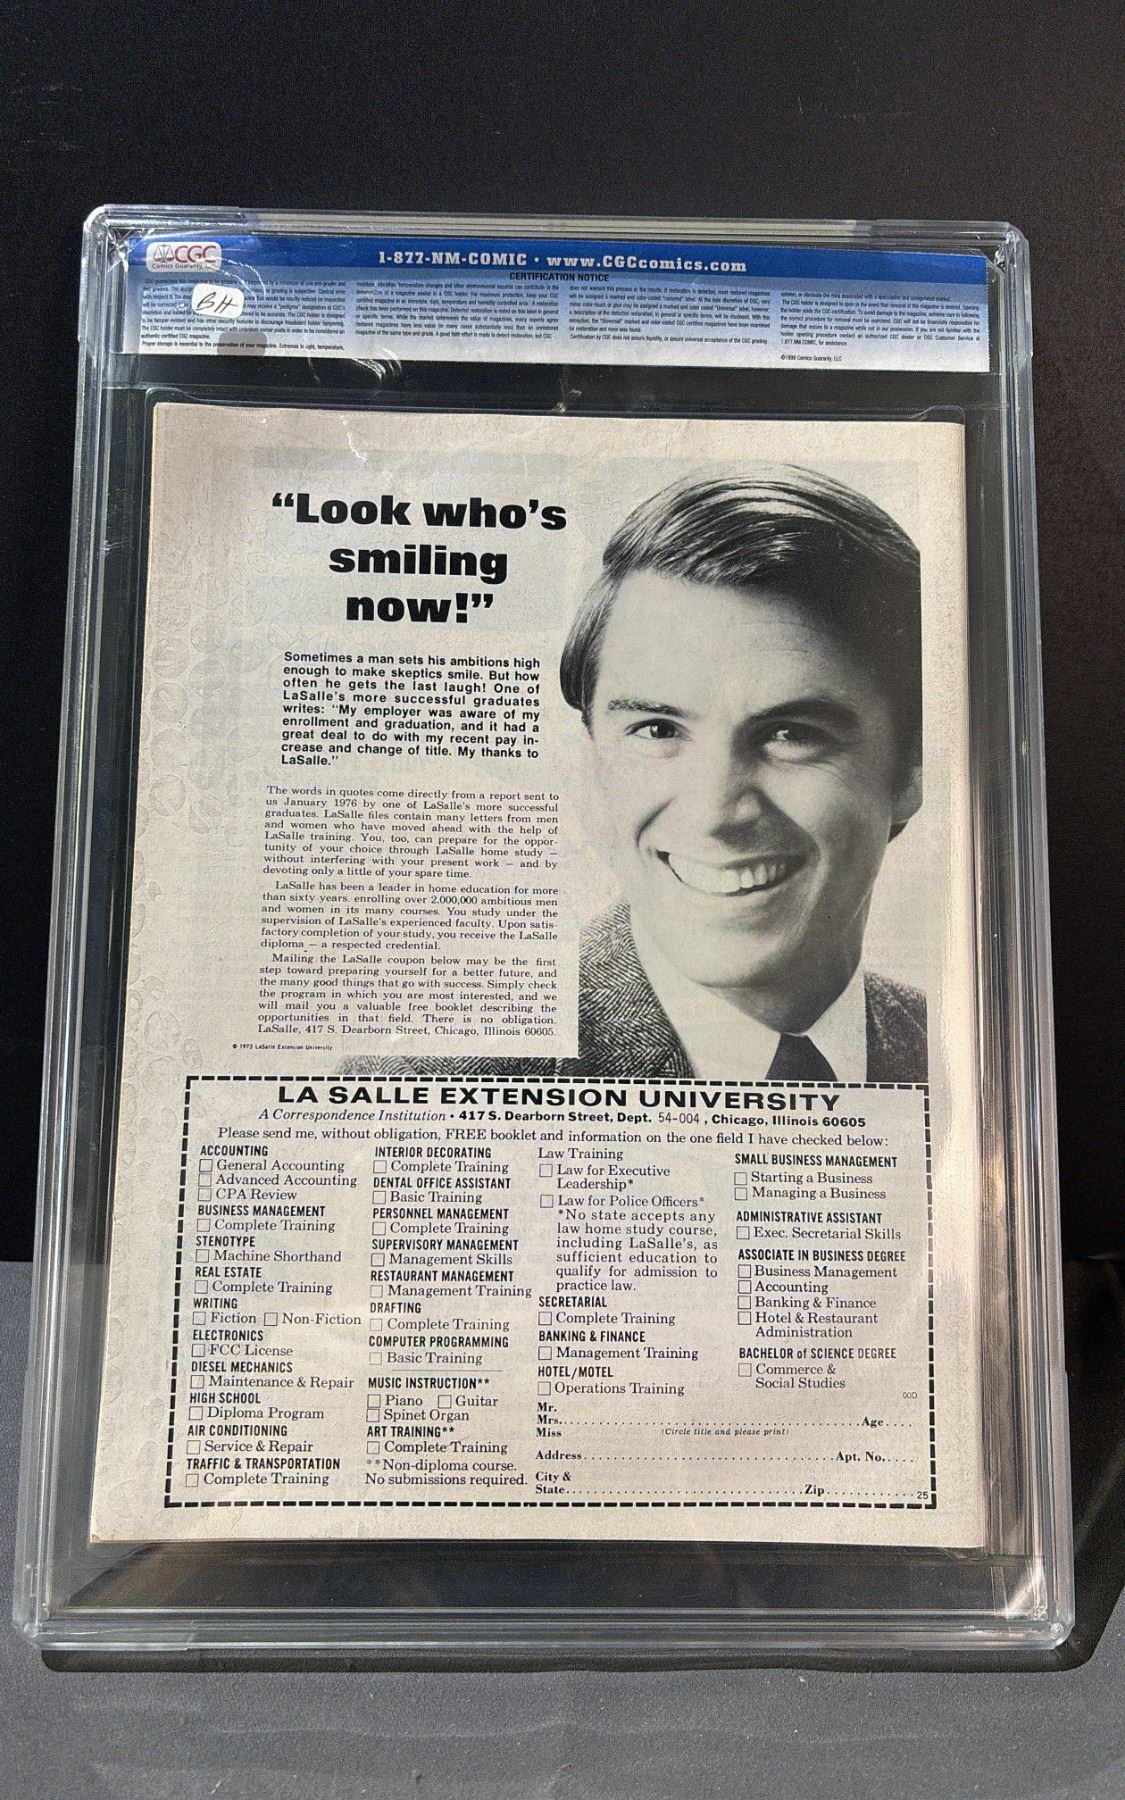 CGC
Comics Guaranty, LLC
BH
1-877-NM-COMIC • www.CGCcomics.com
CERTIFICATION NOTICE
©1999 Comics Guaranty, LLC
“Look who’s
smiling
now!”
Sometimes a man sets his ambitions high
enough to make skeptics smile. But how
often he gets the last laugh! One of
LaSalle's more successful graduates
writes: "My employer was aware of my
enrollment and graduation, and it had a
great deal to do with my recent pay in-
crease and change of title. My thanks to
LaSalle."
The words in quotes come directly from a report sent to
us January 1976 by one of LaSalle's more successful
graduates. LaSalle files contain many letters from men
and women who have moved ahead with the help of
LaSalle training. You, too, can prepare for the oppor-
tunity of your choice through LaSalle home study —
without interfering with your present work — and by
devoting only a little of your spare time.
LaSalle has been a leader in home education for more
than sixty years. enrolling over 2,000,000 ambitious men
and women in its many courses. You study under the
supervision of LaSalle's experienced faculty. Upon satis-
factory completion of your study, you receive the LaSalle
diploma — a respected credential.
Mailing the LaSalle coupon below may be the first
step toward preparing yourself for a better future, and
the many good things that go with success. Simply check
the program in which you are most interested, and we
will mail you a valuable free booklet describing the
opportunities in that field. There is no obligation.
LaSalle, 417 S. Dearborn Street, Chicago, Illinois 60605.
© 1973 LaSalle Extension University
LA SALLE EXTENSION UNIVERSITY
A Correspondence Institution • 417 S. Dearborn Street, Dept. 54-004, Chicago, Illinois 60605
Please send me, without obligation, FREE booklet and information on the one field I have checked below:
ACCOUNTING
General Accounting
Advanced Accounting
CPA Review
BUSINESS MANAGEMENT
Complete Training
STENOTYPE
Machine Shorthand
REAL ESTATE
Complete Training
WRITING
Fiction Non-Fiction
ELECTRONICS
FCC License
DIESEL MECHANICS
Maintenance & Repair
HIGH SCHOOL
Diploma Program
AIR CONDITIONING
Service & Repair
TRAFFIC & TRANSPORTATION
Complete Training
INTERIOR DECORATING
Complete Training
DENTAL OFFICE ASSISTANT
Basic Training
PERSONNEL MANAGEMENT
Complete Training
SUPERVISORY MANAGEMENT
Management Skills
RESTAURANT MANAGEMENT
Management Training
DRAFTING
Complete Training
COMPUTER PROGRAMMING
Basic Training
MUSIC INSTRUCTION**
Piano Guitar
Spinet Organ
ART TRAINING**
Complete Training
**Non-diploma course.
No submissions required.
Law Training
Law for Executive
Leadership*
Law for Police Officers*
*No state accepts any
law home study course,
including LaSalle's, as
sufficient education to
qualify for admission to
practice law.
SECRETARIAL
Complete Training
BANKING & FINANCE
Management Training
HOTEL/MOTEL
Operations Training
SMALL BUSINESS MANAGEMENT
Starting a Business
Managing a Business
ADMINISTRATIVE ASSISTANT
Exec. Secretarial Skills
ASSOCIATE IN BUSINESS DEGREE
Business Management
Accounting
Banking & Finance
Hotel & Restaurant
Administration
BACHELOR of SCIENCE DEGREE
Commerce &
Social Studies
Mr.
Mrs. Age
Miss (Circle title and please print)
Address Apt. No.
City &
State Zip 25